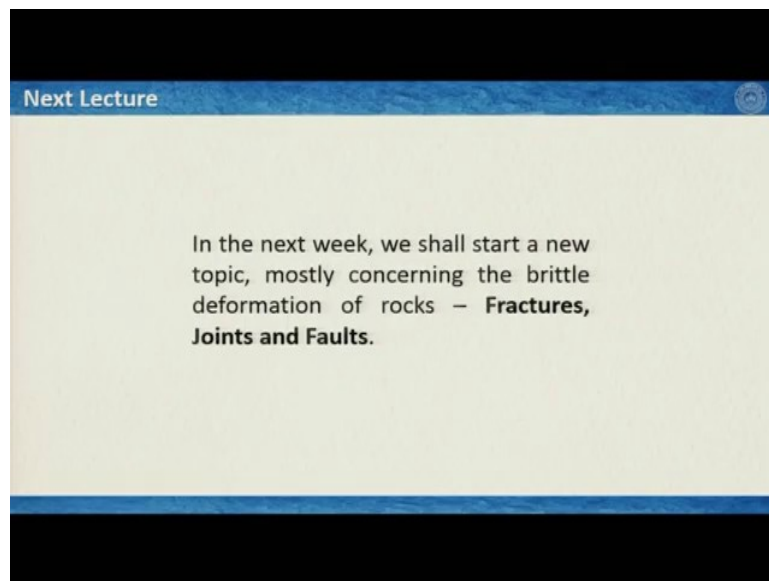 Next Lecture
In the next week, we shall start a new
topic, mostly concerning the brittle
deformation of rocks – Fractures,
Joints and Faults.